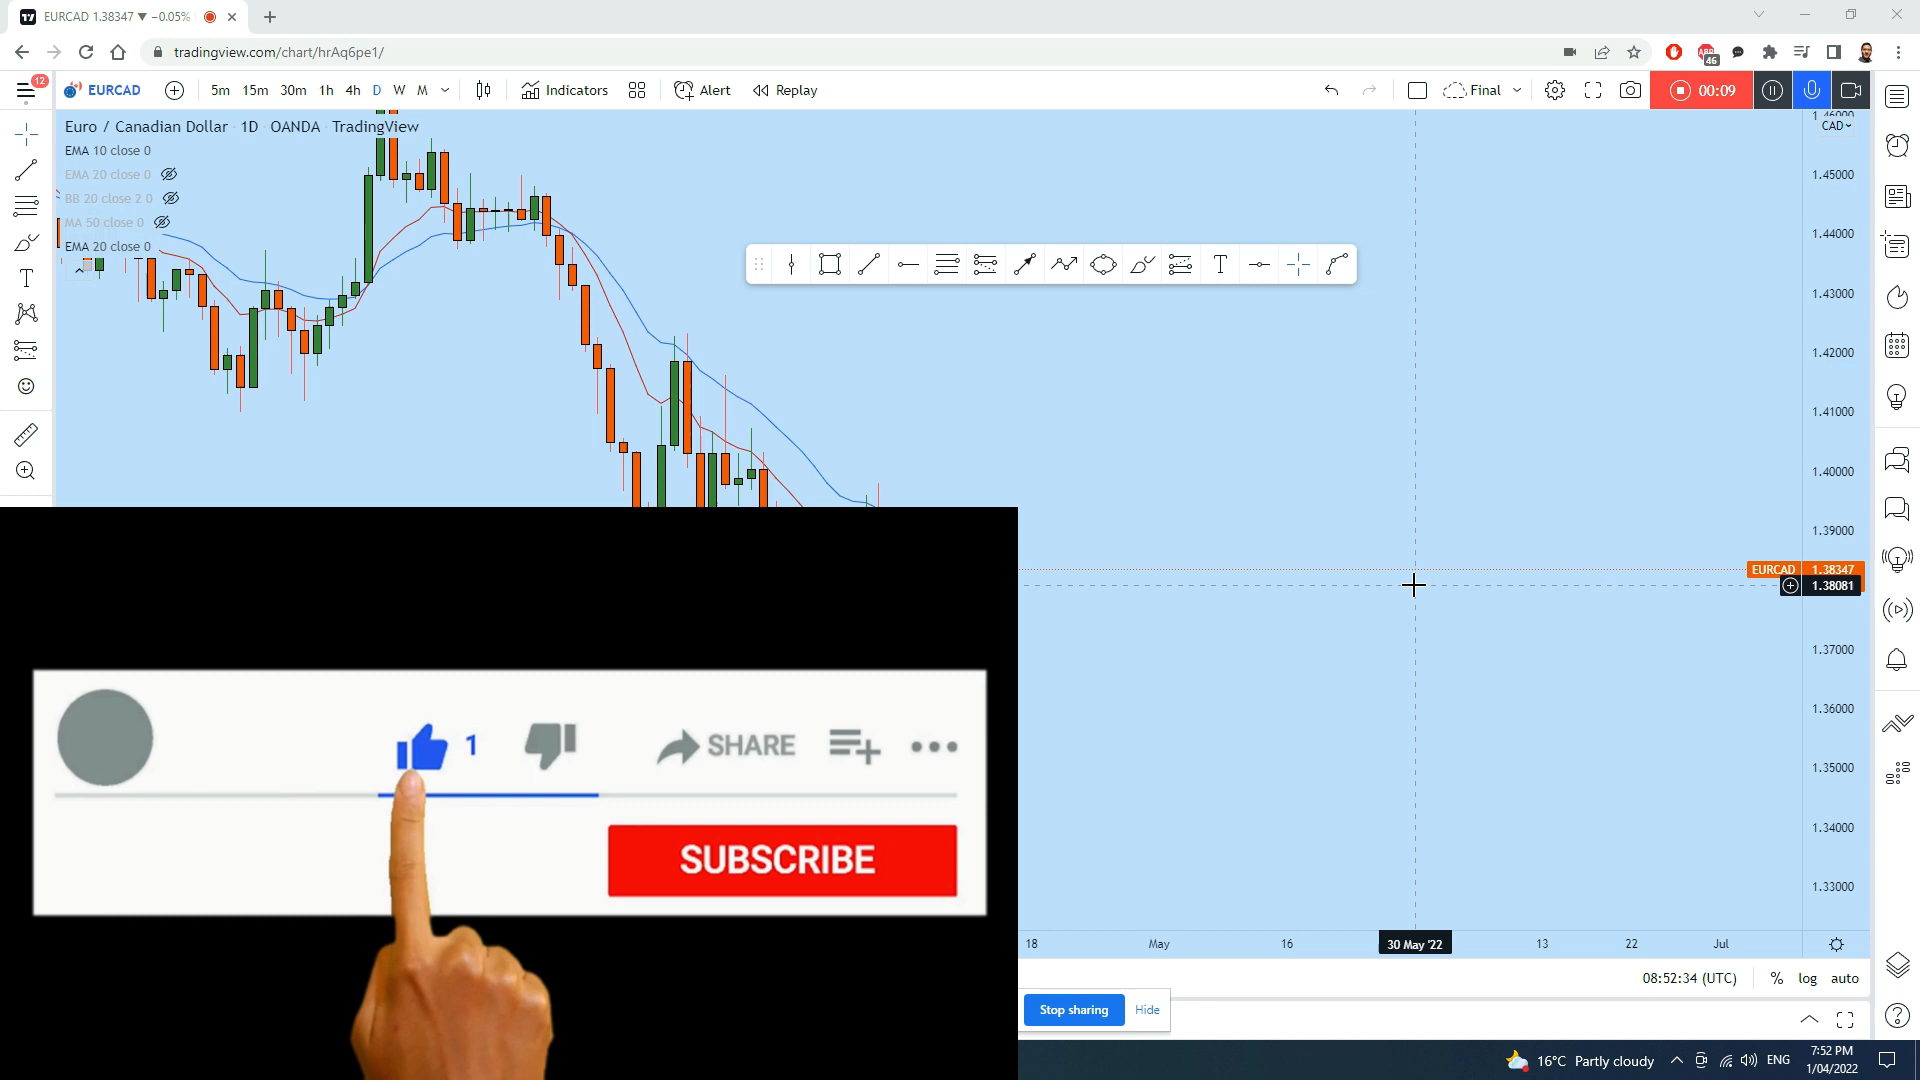 EURCAD 1.38347 ▼ −0.05%
tradingview.com/chart/hrAq6pe1/
46
12
EURCAD
5m 15m 30m 1h 4h D W M
Indicators
Alert
Replay
Final
00:09
Euro / Canadian Dollar 1D OANDA TradingView
EMA 10 close 0
EMA 20 close 0
BB 20 close 2 0
MA 50 close 0
EMA 20 close 0
1.46000
CAD
1.45000
1.44000
1.43000
1.42000
1.41000
1.40000
1.39000
EURCAD 1.38347
1.38081
1.37000
1.36000
1.35000
1.34000
1.33000
1
SHARE
SUBSCRIBE
18 May 16 30 May '22 13 22 Jul
08:52:34 (UTC) % log auto
Stop sharing Hide
16°C Partly cloudy
ENG
7:52 PM
1/04/2022